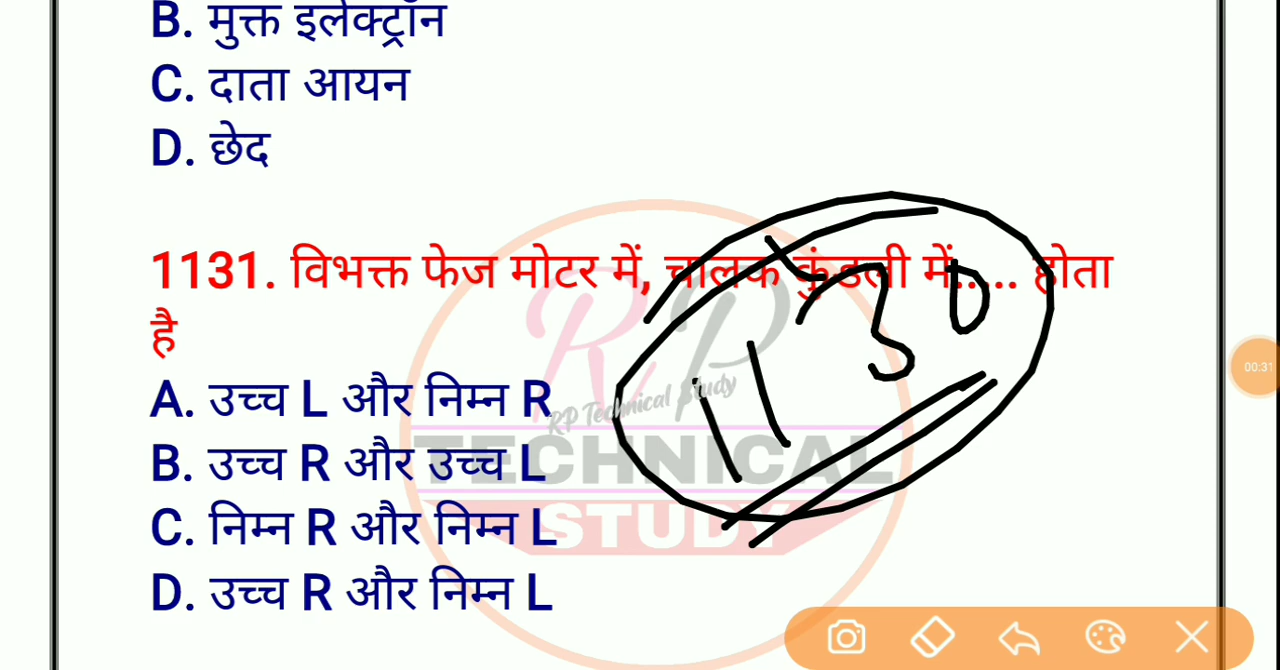 B. मुक्त इलेक्ट्रॉन
C. दाता आयन
D. छेद
1131. विभक्त फेज मोटर में, चालक कुंडली में..... होता
है
A. उच्च L और निम्न R
B. उच्च R और उच्च L
C. निम्न R और निम्न L
D. उच्च R और निम्न L
RP
RP Technical Study
TECHNICAL
STUDY
1130
00:31